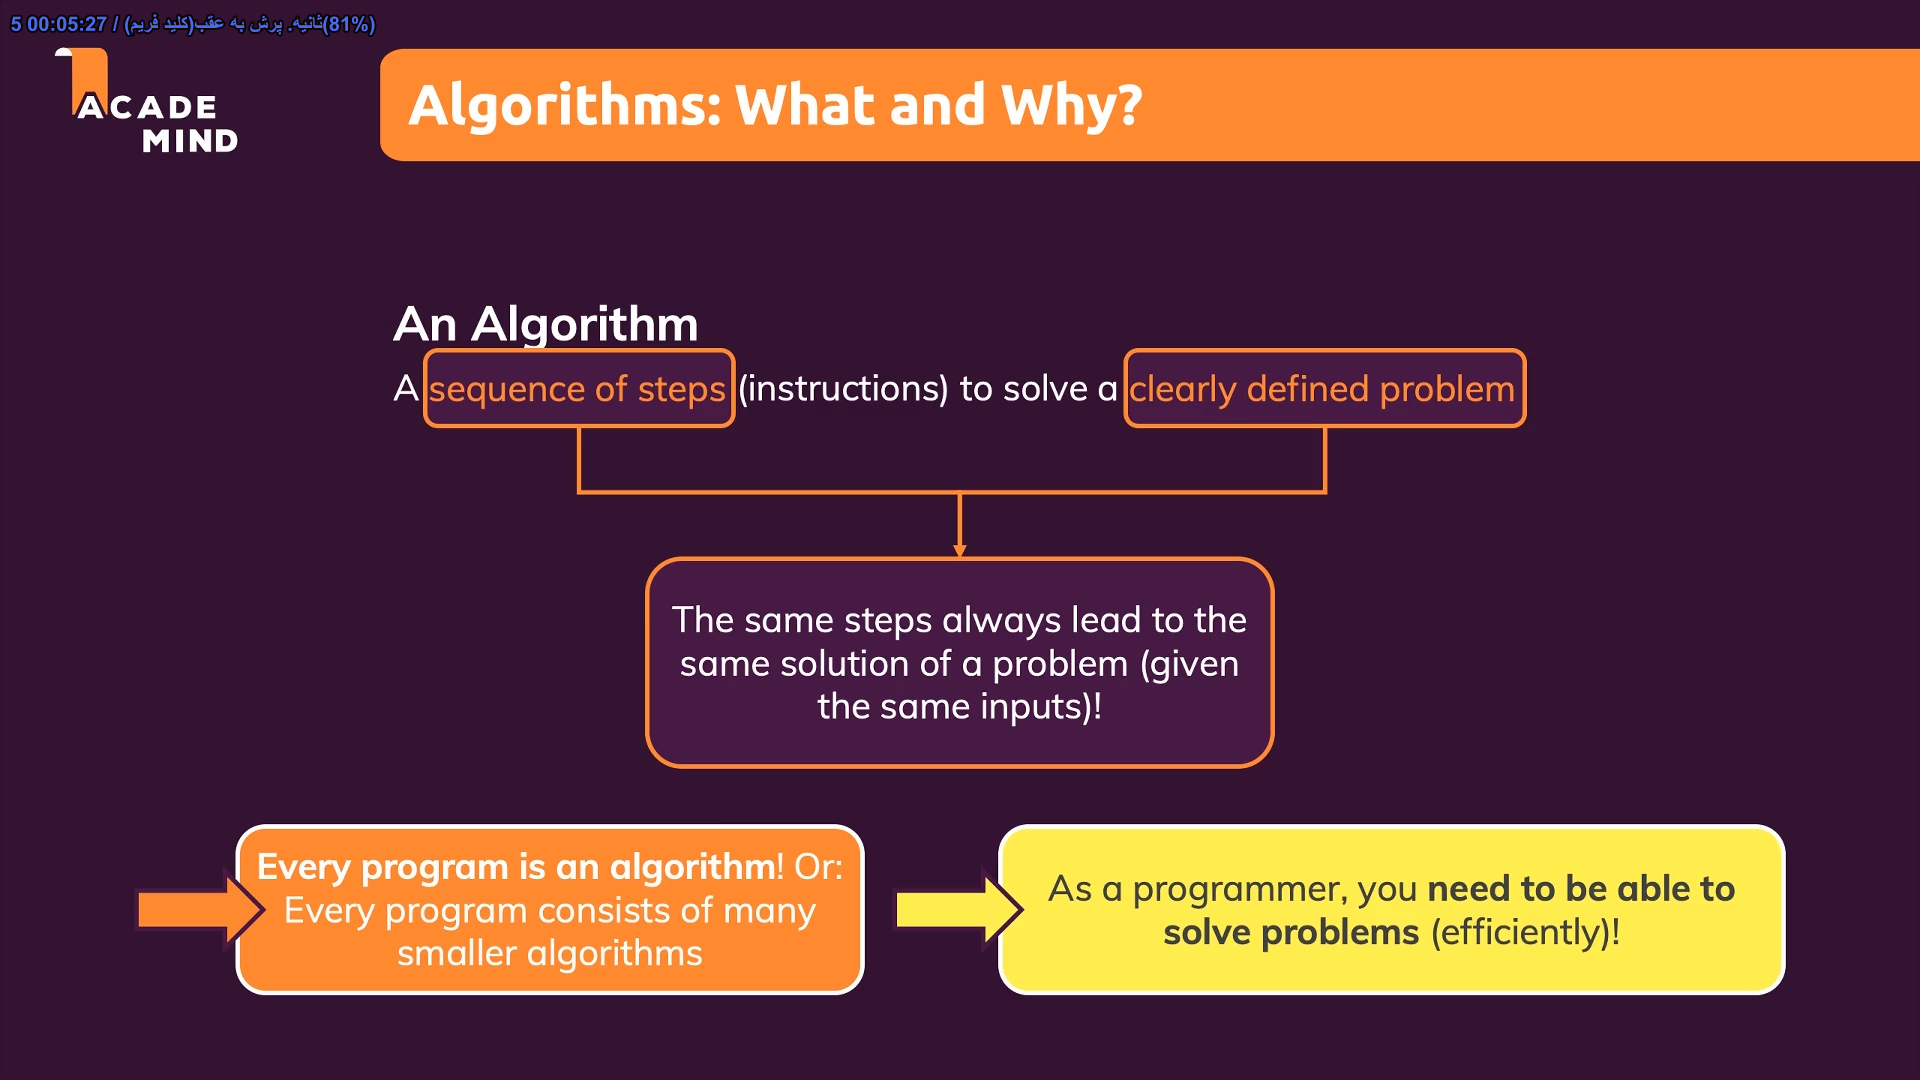 5 00:05:27 / (کلید فریم)ثانیه. پرش به عقب(81%)
ACADE
MIND
Algorithms: What and Why?
An Algorithm
A sequence of steps (instructions) to solve a clearly defined problem
The same steps always lead to the
same solution of a problem (given
the same inputs)!
Every program is an algorithm! Or:
Every program consists of many
smaller algorithms
As a programmer, you need to be able to
solve problems (efficiently)!